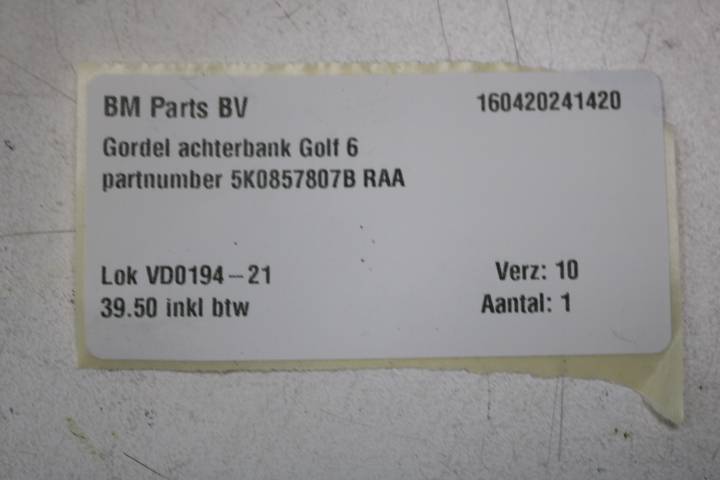 BM Parts BV 160420241420
Gordel achterbank Golf 6
partnumber 5K0857807B RAA
Lok VD0194-21 Verz: 10
39.50 inkl btw Aantal: 1